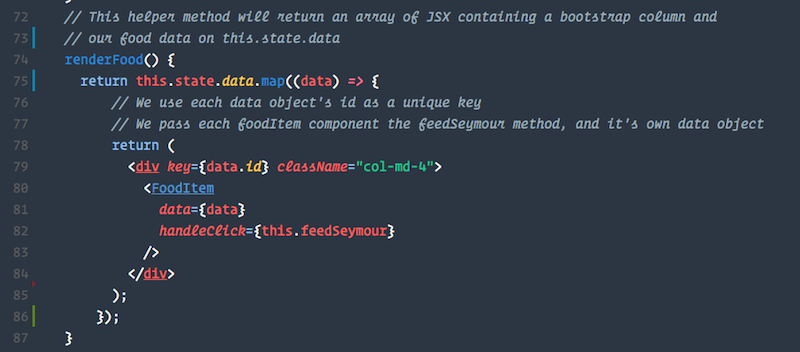 72 // This helper method will return an array of JSX containing a bootstrap column and
73 // our food data on this.state.data
74 renderFood() {
75 return this.state.data.map((data) => {
76 // We use each data object's id as a unique key
77 // We pass each foodItem component the feedSeymour method, and it's own data object
78 return (
79 <div key={data.id} className="col-md-4">
80 <FoodItem
81 data={data}
82 handleClick={this.feedSeymour}
83 />
84 </div>
85 );
86 });
87 }